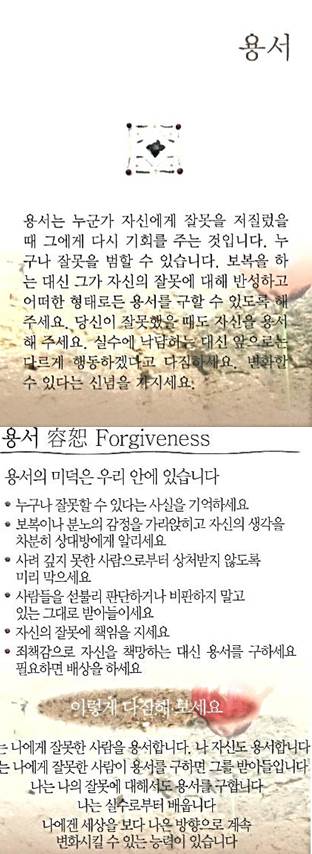 용서
용서는 누군가 자신에게 잘못을 저질렀을
때 그에게 다시 기회를 주는 것입니다. 누
구나 잘못을 범할 수 있습니다. 보복을 하
는 대신 그가 자신의 잘못에 대해 반성하고
어떠한 형태로든 용서를 구할 수 있도록 해
주세요. 당신이 잘못했을 때도 자신을 용서
해 주세요. 실수에 낙담하는 대신 앞으로는
다르게 행동하겠다고 다짐하세요. 변화할
수 있다는 신념을 가지세요.
용서 容恕 Forgiveness
용서의 미덕은 우리 안에 있습니다
• 누구나 잘못할 수 있다는 사실을 기억하세요
• 보복이나 분노의 감정을 가라앉히고 자신의 생각을
차분히 상대방에게 알리세요
• 사려 깊지 못한 사람으로부터 상처받지 않도록
미리 막으세요
• 사람들을 섣불리 판단하거나 비판하지 말고
있는 그대로 받아들이세요
• 자신의 잘못에 책임을 지세요
• 죄책감으로 자신을 책망하는 대신 용서를 구하세요
필요하면 배상을 하세요
이렇게 다짐해 보세요
는 나에게 잘못한 사람을 용서합니다. 나 자신도 용서합니다
는 나에게 잘못한 사람이 용서를 구하면 그를 받아들입니다
나는 나의 잘못에 대해서도 용서를 구합니다
나는 실수로부터 배웁니다
나에겐 세상을 보다 나은 방향으로 계속
변화시킬 수 있는 능력이 있습니다